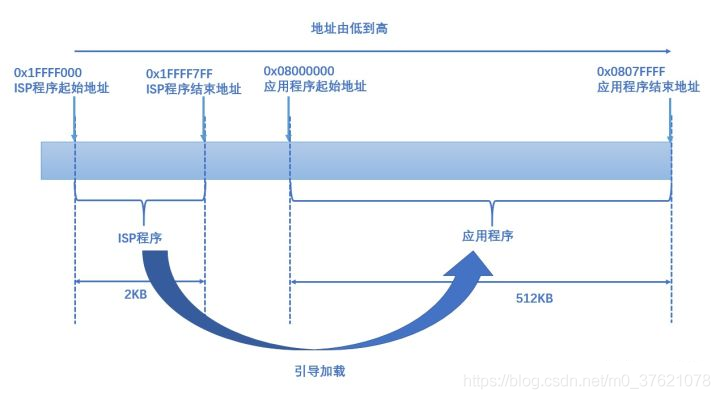 地址由低到高
0x1FFFF000
ISP程序起始地址
0x1FFFF7FF
ISP程序结束地址
0x08000000
应用程序起始地址
0x0807FFFF
应用程序结束地址
ISP程序
应用程序
2KB
512KB
引导加载
https://blog.csdn.net/m0_37621078